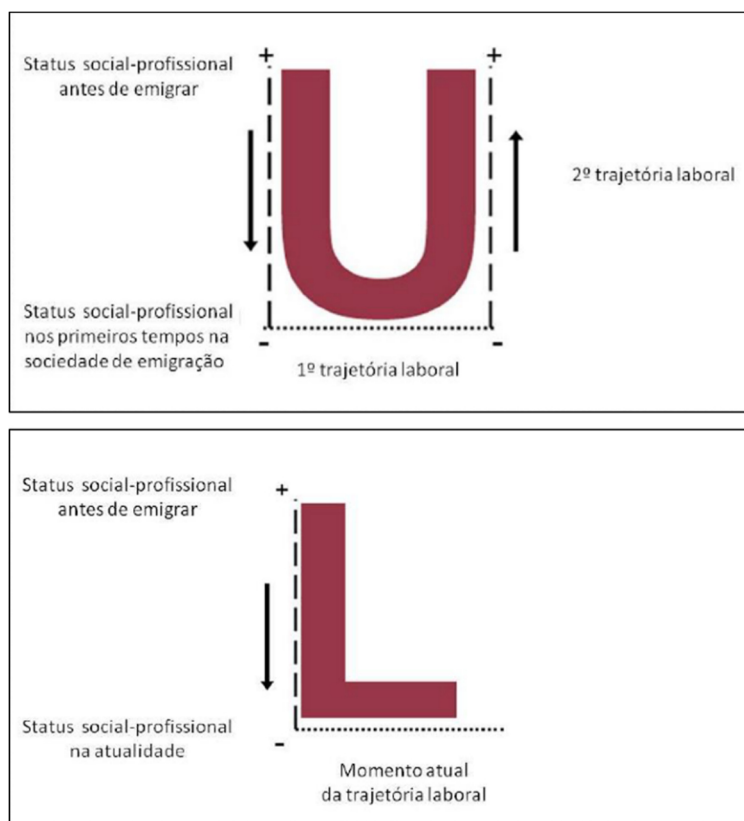 + +
Status social-profissional
antes de emigrar
2º trajetória laboral
Status social-profissional
nos primeiros tempos na
sociedade de emigração
- -
1º trajetória laboral
Status social-profissional
antes de emigrar
+
Status social-profissional
na atualidade
-
Momento atual
da trajetória laboral